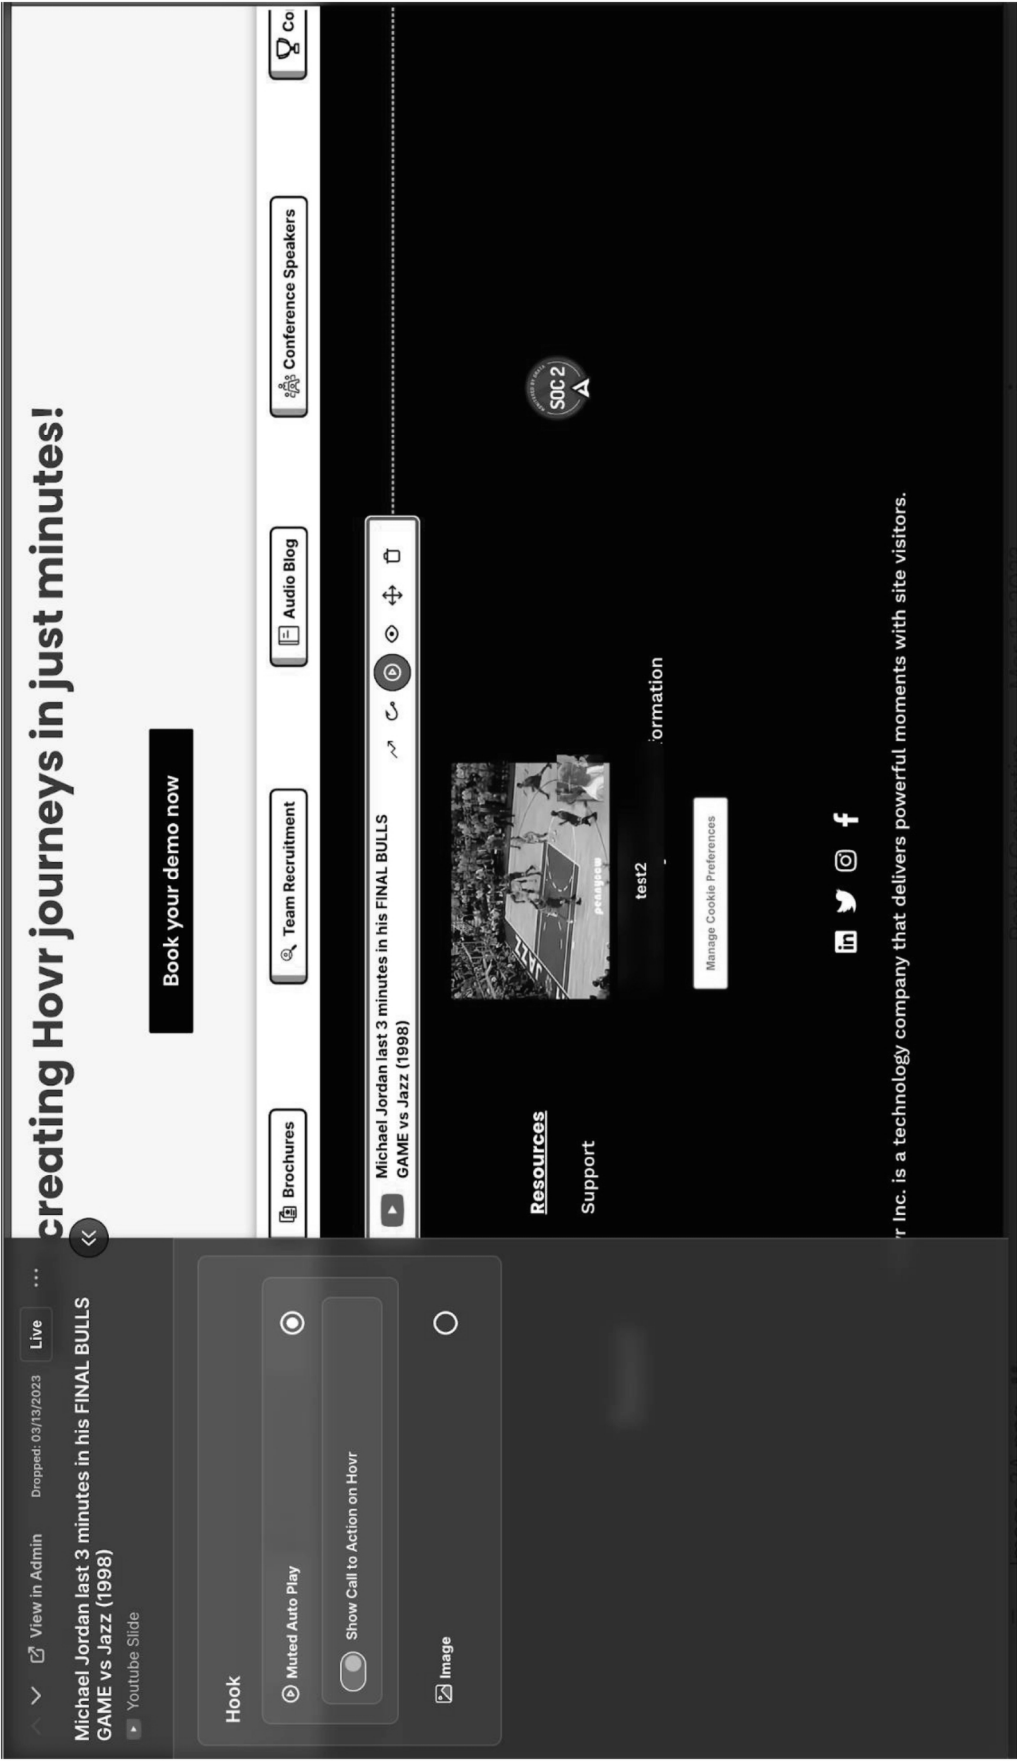 View in Admin
Dropped: 03/13/2023
Live
Michael Jordan last 3 minutes in his FINAL BULLS
GAME vs Jazz (1998)
Youtube Slide
Hook
Muted Auto Play
Show Call to Action on Hovr
Image
creating Hovr journeys in just minutes!
Book your demo now
Brochures
Team Recruitment
Audio Blog
Conference Speakers
Co
Michael Jordan last 3 minutes in his FINAL BULLS
GAME vs Jazz (1998)
JAZZ
test2
Resources
Support
formation
SOC 2
Manage Cookie Preferences
r Inc. is a technology company that delivers powerful moments with site visitors.